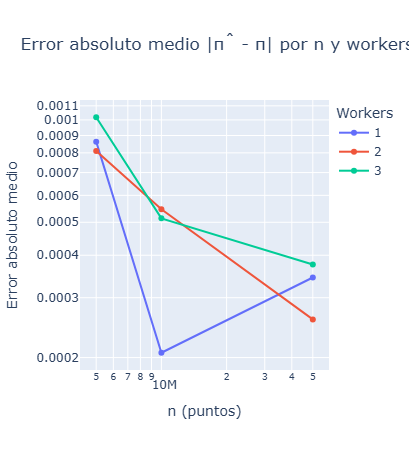 Error absoluto medio |πˆ - π| por n y workers
Workers
1
2
3
Error absoluto medio
0.0011
0.001
0.0009
0.0008
0.0007
0.0006
0.0005
0.0004
0.0003
0.0002
5 6 7 8 9 10M 2 3 4 5
n (puntos)